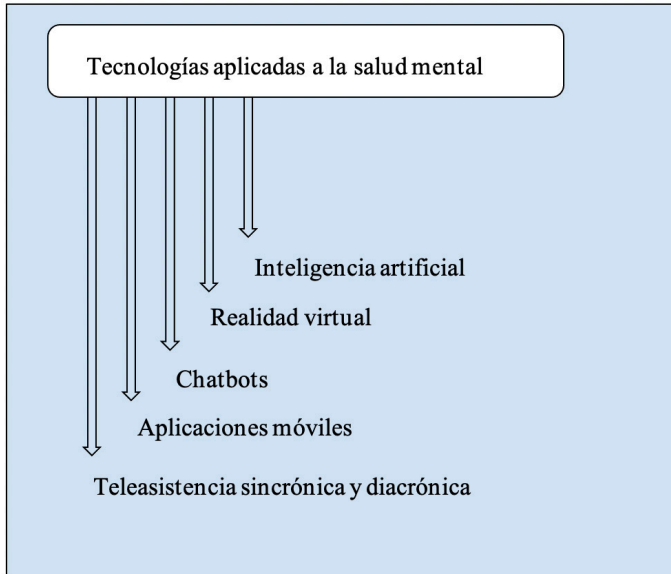 Tecnologías aplicadas a la salud mental
Inteligencia artificial
Realidad virtual
Chatbots
Aplicaciones móviles
Teleasistencia sincrónica y diacrónica